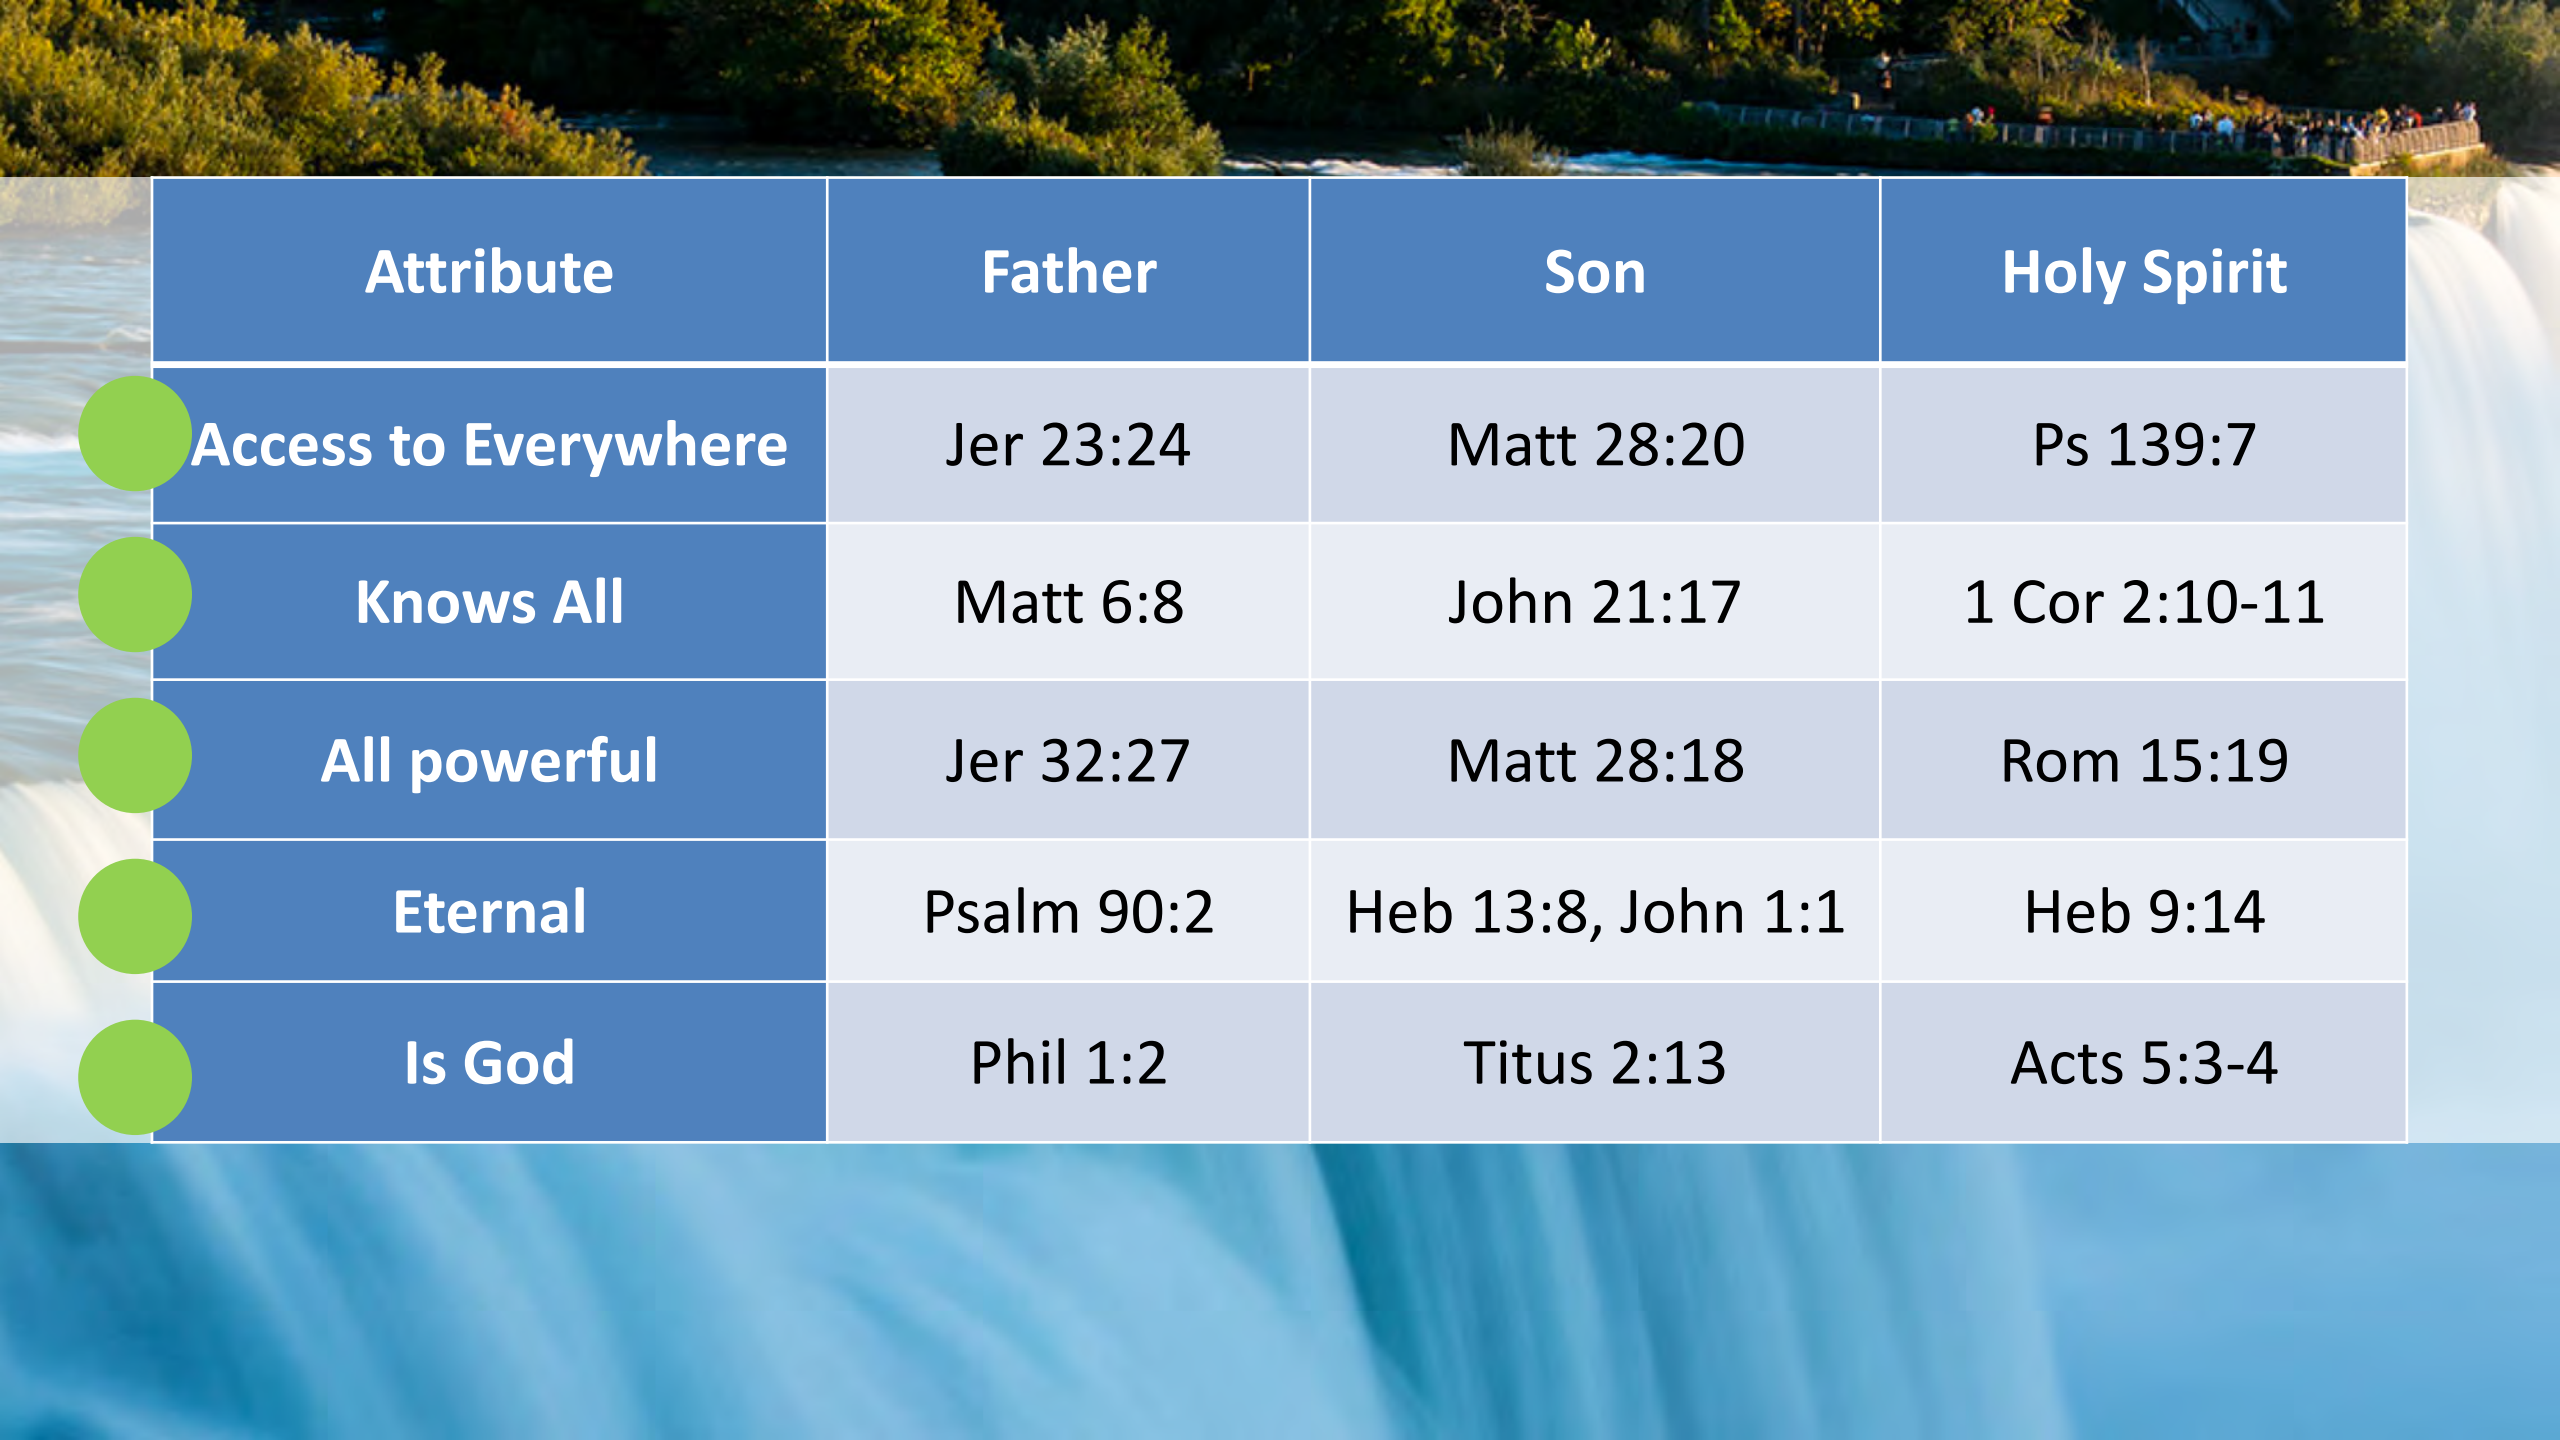 Attribute Father Son Holy Spirit
Access to Everywhere Jer 23:24 Matt 28:20 Ps 139:7
Knows All Matt 6:8 John 21:17 1 Cor 2:10-11
All powerful Jer 32:27 Matt 28:18 Rom 15:19
Eternal Psalm 90:2 Heb 13:8, John 1:1 Heb 9:14
Is God Phil 1:2 Titus 2:13 Acts 5:3-4